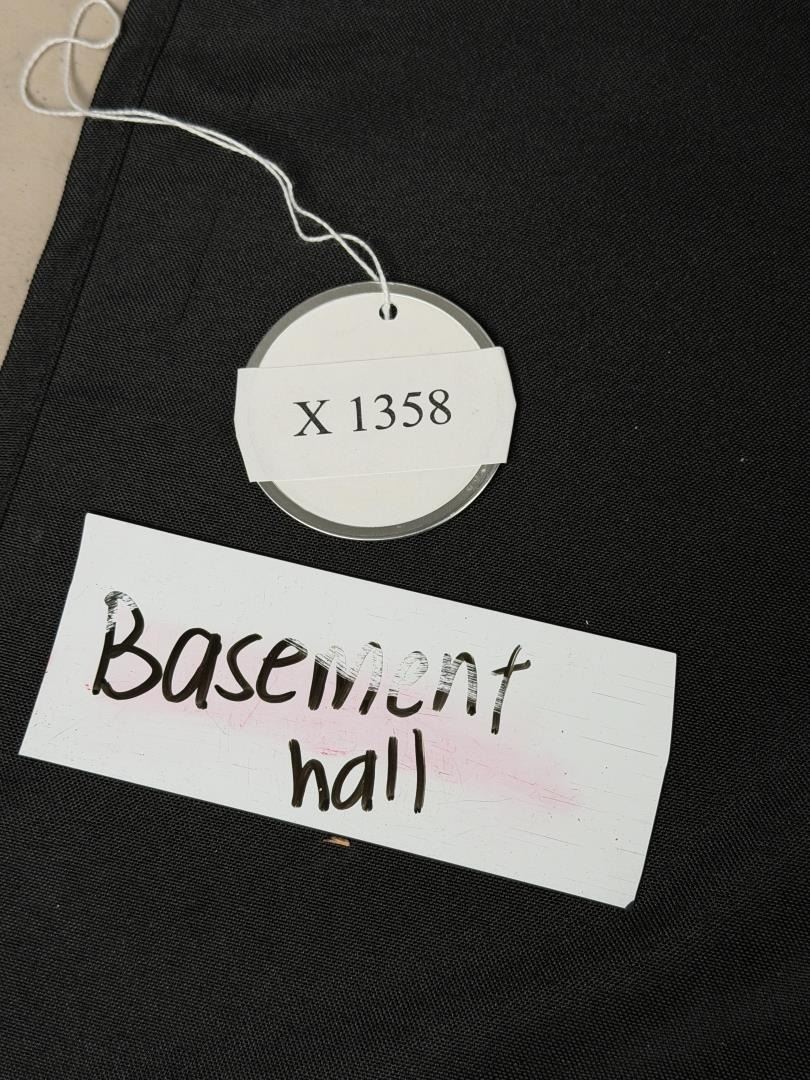 X 1358
Basement
hall